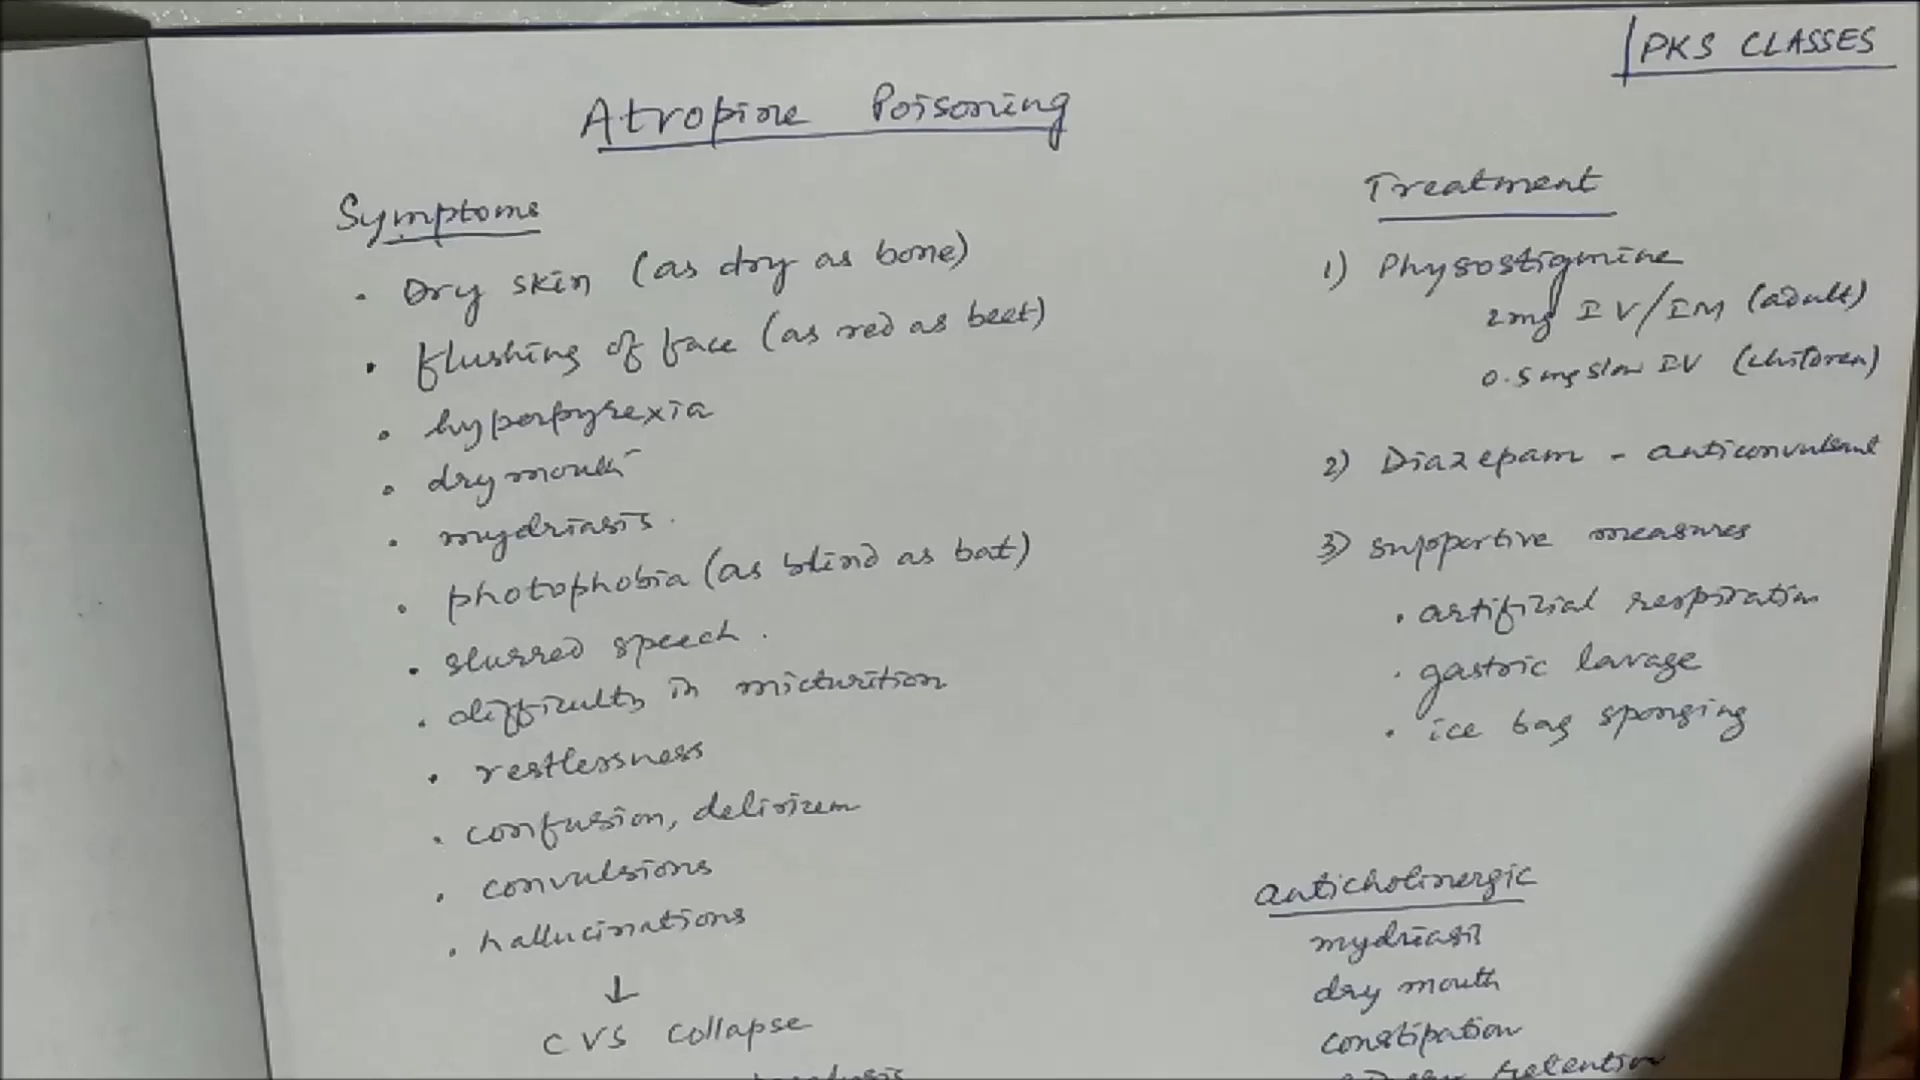 PKS CLASSES
Atropine Poisoning
Symptoms
• Dry skin (as dry as bone)
• flushing of face (as red as beet)
• hyperpyrexia
• dry mouth
• mydriasis.
• photophobia (as blind as bat)
• slurred speech.
• difficulty in micturition
• restlessness
• confusion, delirium
• convulsions
• hallucinations
↓
CVS collapse
Treatment
1) Physostigmine
2mg IV/IM (adult)
0.5 mg slow IV (children)
2) Diazepam - anticonvulsant
3) supportive measures
• artificial respiration
• gastric lavage
• ice bag sponging
anticholinergic
mydriasis
dry mouth
constipation
retention